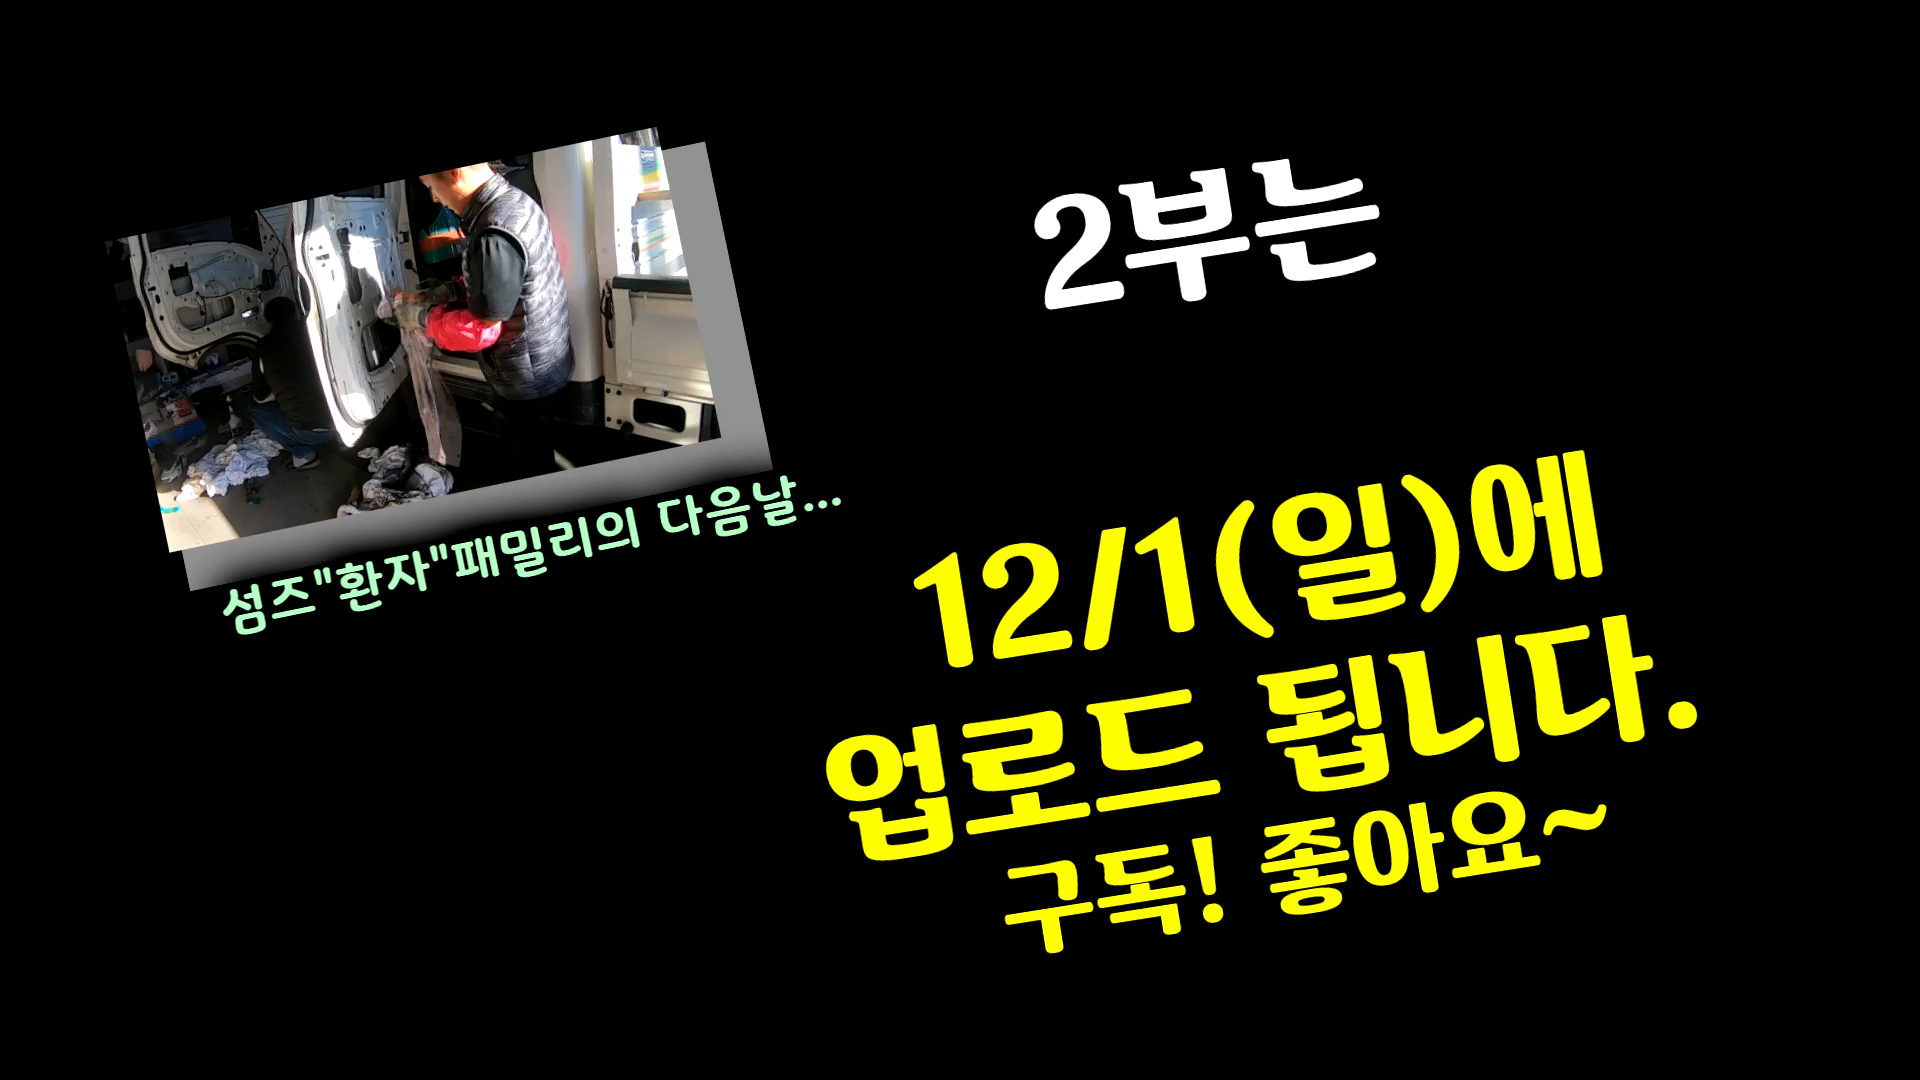 2부는
섬즈"환자"패밀리의 다음날...
12/1(일)에
업로드 됩니다.
구독! 좋아요~